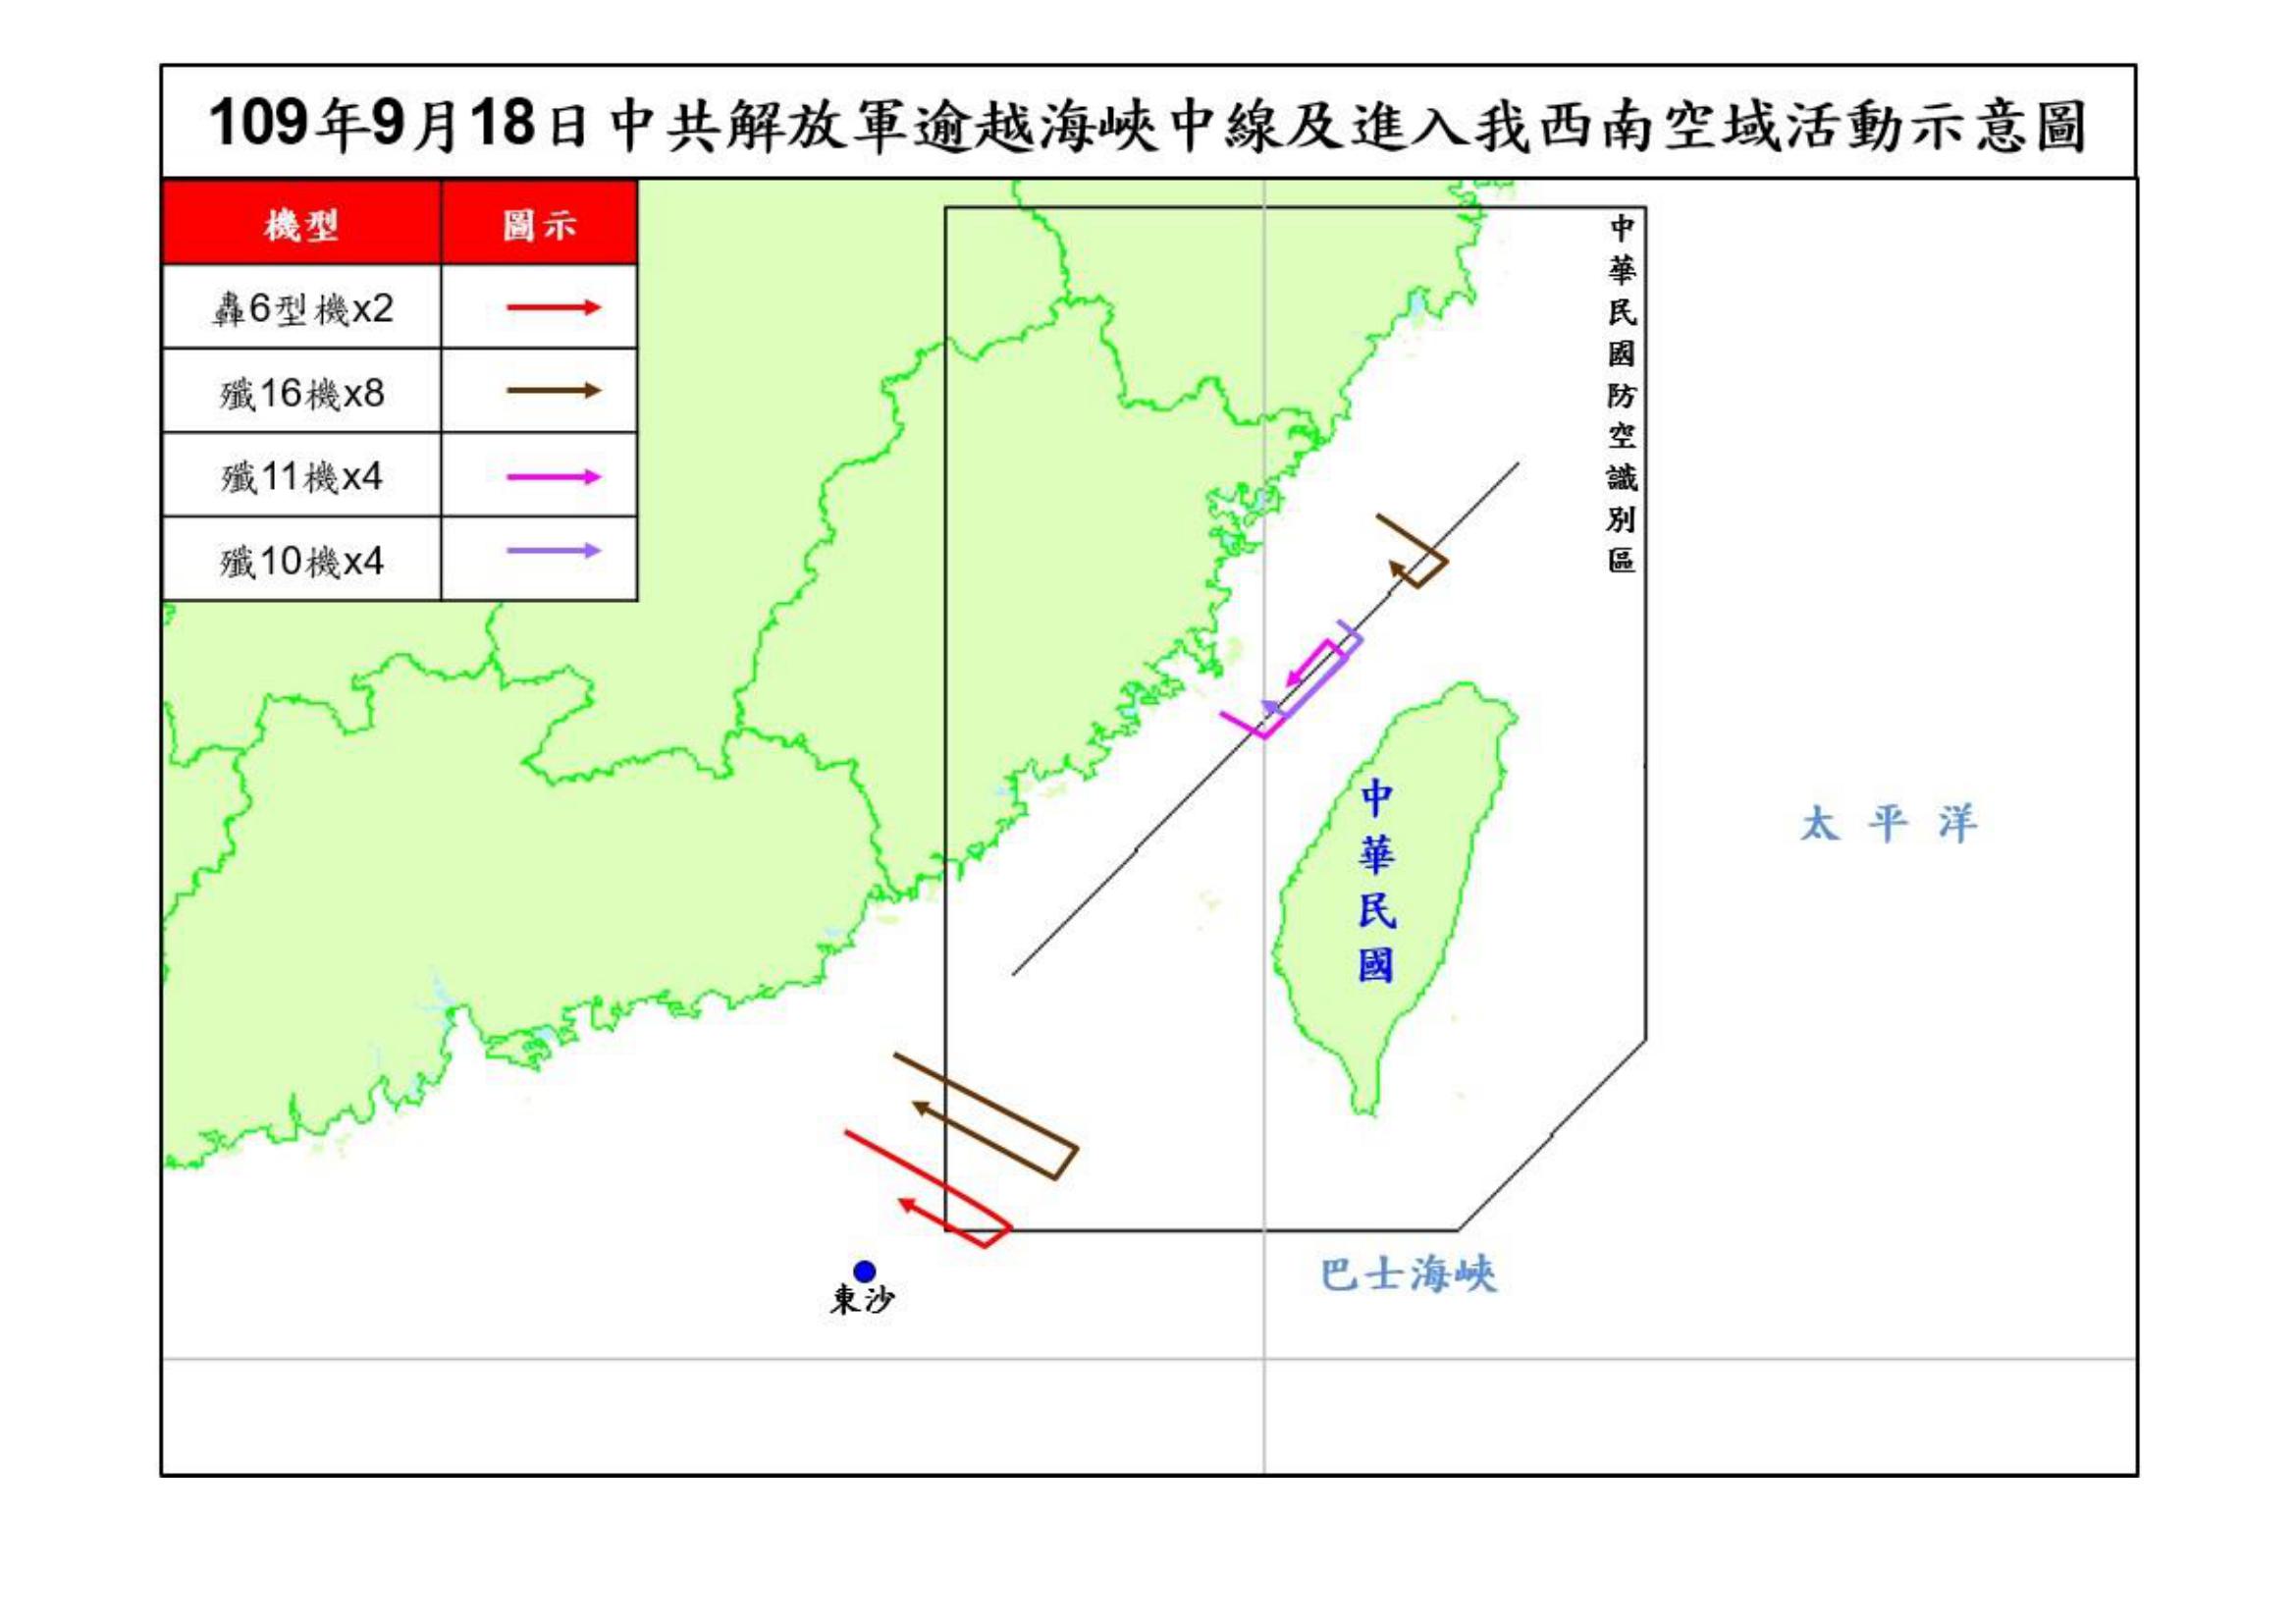 109年9月18日中共解放軍逾越海峽中線及進入我西南空域活動示意圖
機型 圖示
轟6型機x2
殲16機x8
殲11機x4
殲10機x4
中華民國防空識別區
中華民國
太平洋
巴士海峽
東沙